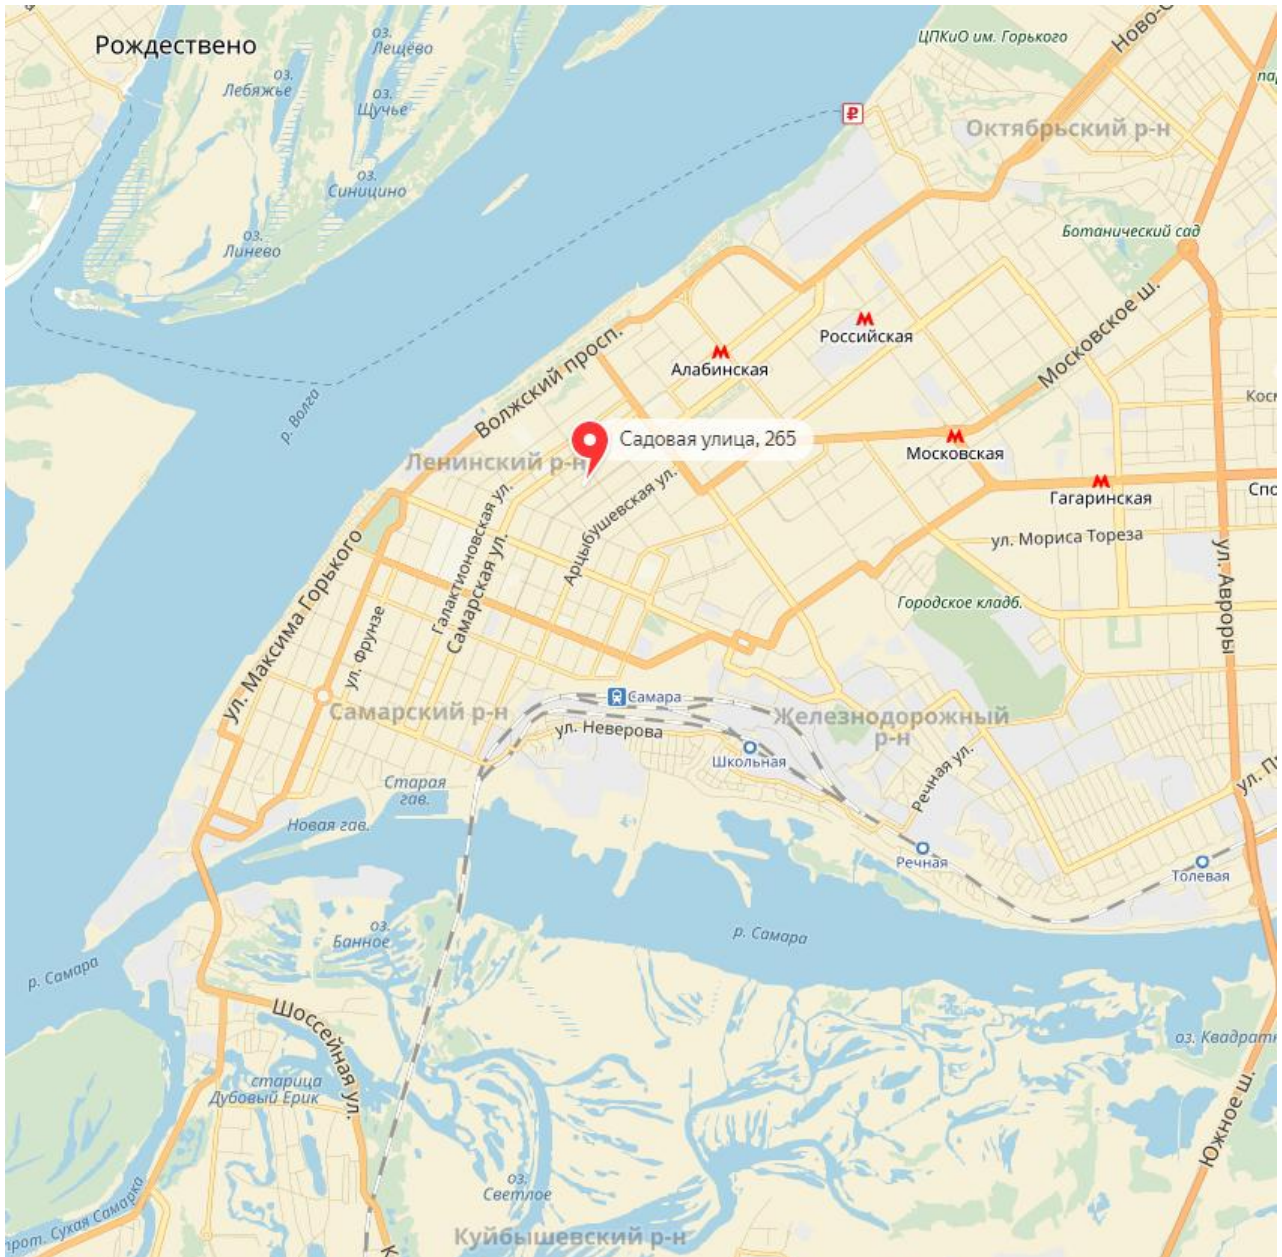 Рождествено
оз.
Лещёво
оз.
Лебяжье
оз.
Щучье
оз.
Синицино
оз.
Линево
ЦПКиО им. Горького
Октябрьский р-н
Ботанический сад
Московское ш.
М
Российская
М
Алабинская
Волжский просп.
р. Волга
Садовая улица, 265
Ленинский р-н
М
Московская
М
Гагаринская
ул. Мориса Тореза
ул. Авроры
Галактионовская ул.
Самарская ул.
Арцыбушевская ул.
ул. Максима Горького
ул. Фрунзе
Городское кладб.
Самарский р-н
Самара
ул. Неверова
Железнодорожный
р-н
Школьная
Речная ул.
Старая
гав.
Новая гав.
Речная
Толевая
оз.
Банное
р. Самара
р. Самара
Шоссейная ул.
старица
Дубовый Ерик
оз.
Светлое
Куйбышевский р-н
Южное ш.
прот. Сухая Самарка